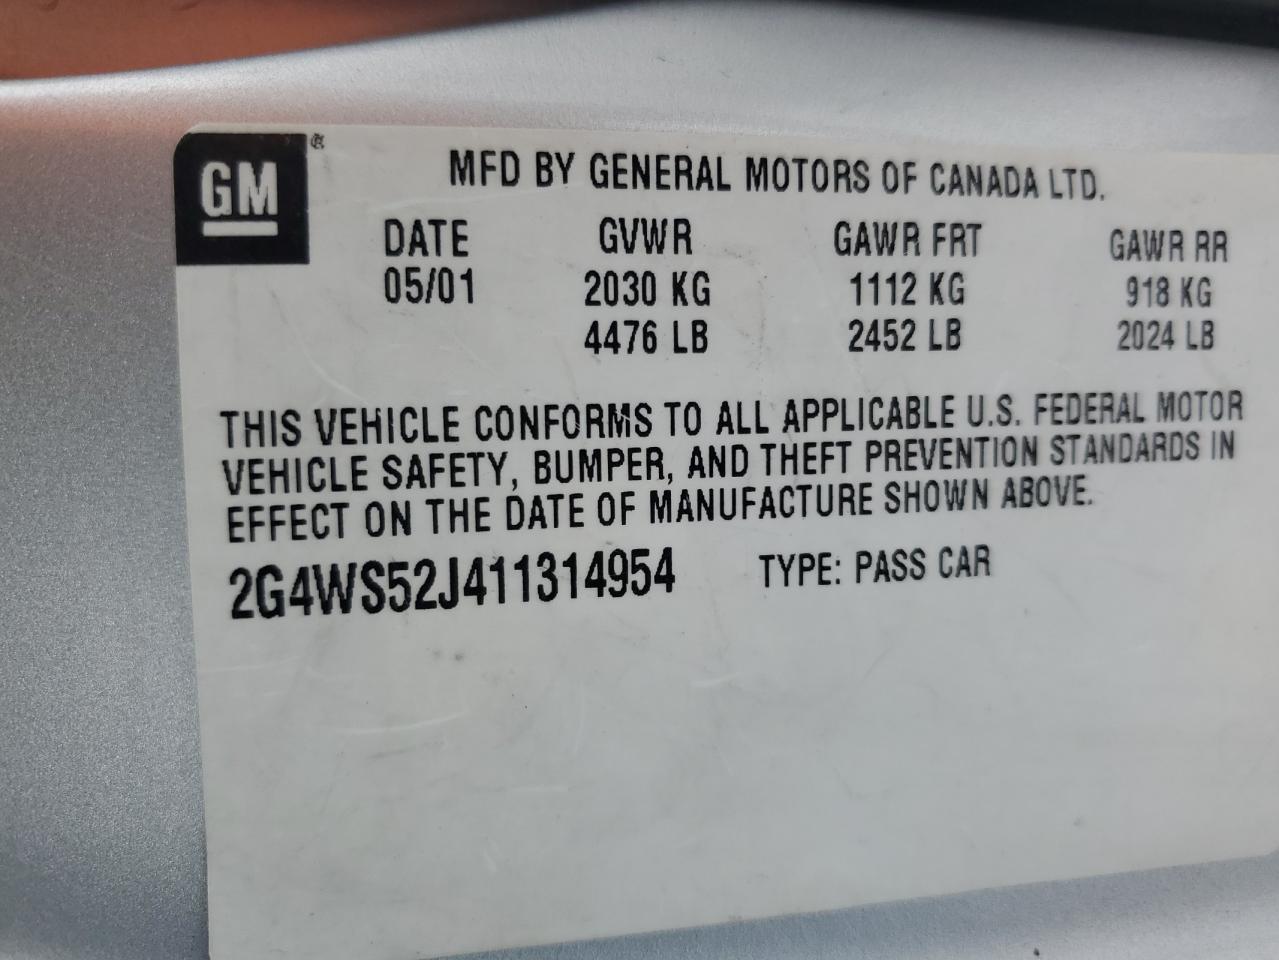 GM
MFD BY GENERAL MOTORS OF CANADA LTD.
DATE GVWR GAWR FRT GAWR RR
05/01 2030 KG 1112 KG 918 KG
4476 LB 2452 LB 2024 LB
THIS VEHICLE CONFORMS TO ALL APPLICABLE U.S. FEDERAL MOTOR
VEHICLE SAFETY, BUMPER, AND THEFT PREVENTION STANDARDS IN
EFFECT ON THE DATE OF MANUFACTURE SHOWN ABOVE.
2G4WS52J411314954 TYPE: PASS CAR